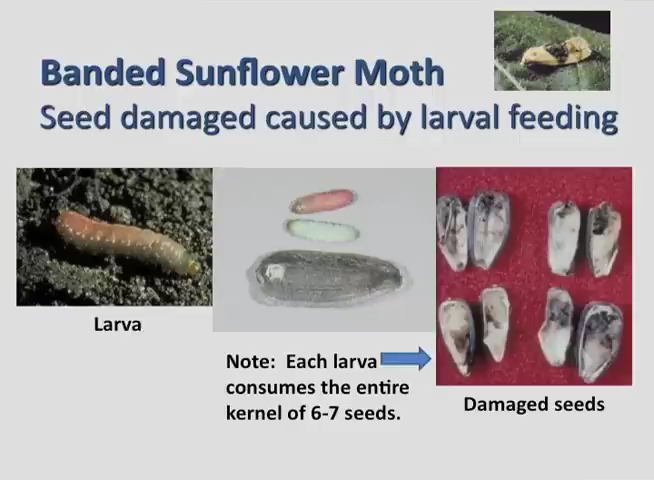 Banded Sunflower Moth
Seed damaged caused by larval feeding
Larva
Note: Each larva
consumes the entire
kernel of 6-7 seeds.
Damaged seeds